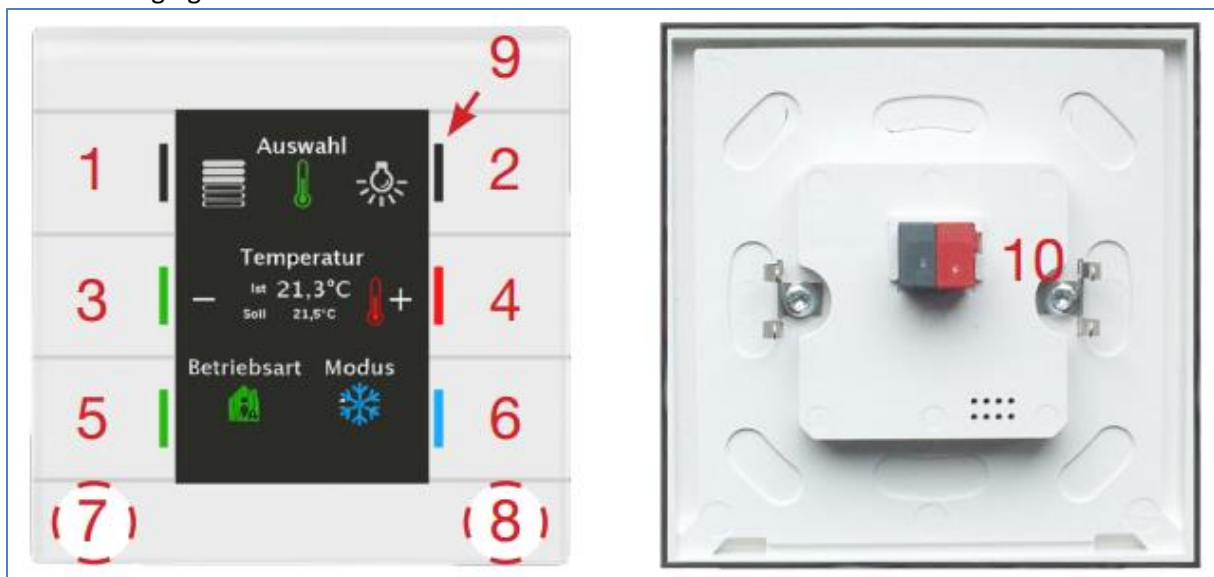 9
1
Auswahl
2
Temperatur
3
− Ist 21,3°C +
Soll 21,5°C
4
Betriebsart Modus
5
6
7
8
10